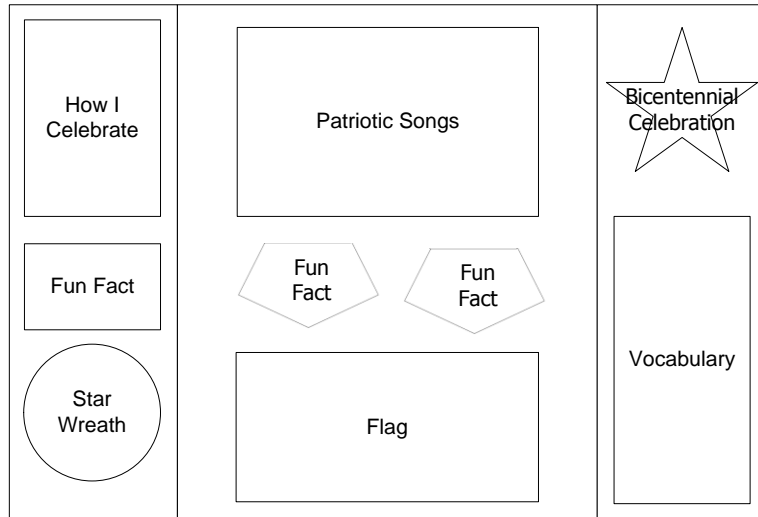 How I
Celebrate
Fun Fact
Star
Wreath
Patriotic Songs
Fun
Fact
Fun
Fact
Flag
Bicentennial
Celebration
Vocabulary